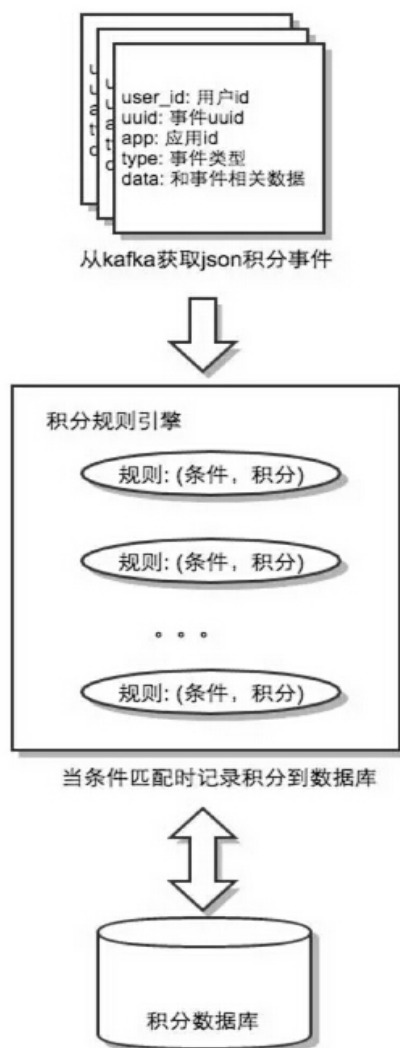 user_id: 用户id
uuid: 事件uuid
app: 应用id
type: 事件类型
data: 和事件相关数据
从kafka获取json积分事件
积分规则引擎
规则: (条件，积分)
规则: (条件，积分)
。。。
规则: (条件，积分)
当条件匹配时记录积分到数据库
积分数据库